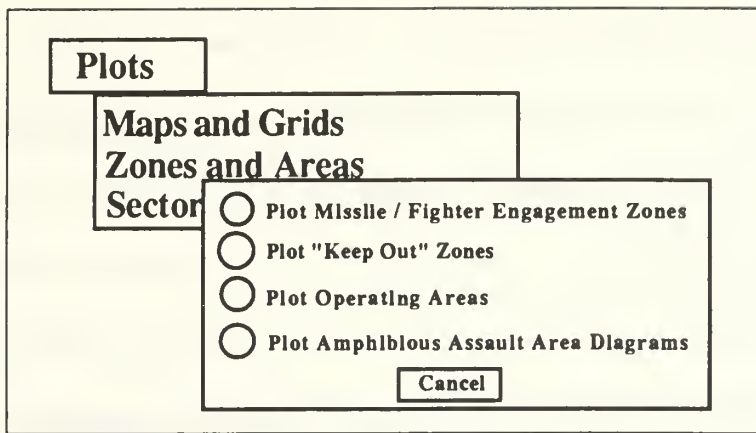 Plots
Maps and Grids
Zones and Areas
Sector
Plot Missile / Fighter Engagement Zones
Plot "Keep Out" Zones
Plot Operating Areas
Plot Amphibious Assault Area Diagrams
Cancel